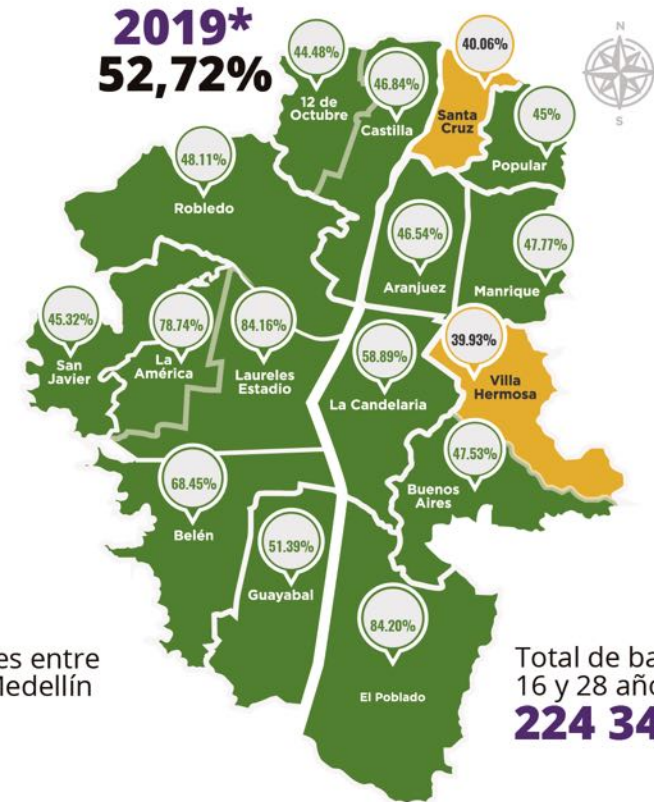 2019*
52,72%
N
S
44.48%
12 de
Octubre
46.84%
Castilla
40.06%
Santa
Cruz
45%
Popular
48.11%
Robledo
46.54%
Aranjuez
47.77%
Manrique
45.32%
San
Javier
78.74%
La
América
84.16%
Laureles
Estadio
58.89%
La Candelaria
39.93%
Villa
Hermosa
47.53%
Buenos
Aires
68.45%
Belén
51.39%
Guayabal
84.20%
El Poblado
es entre
Medellín
Total de ba
16 y 28 año
224 34